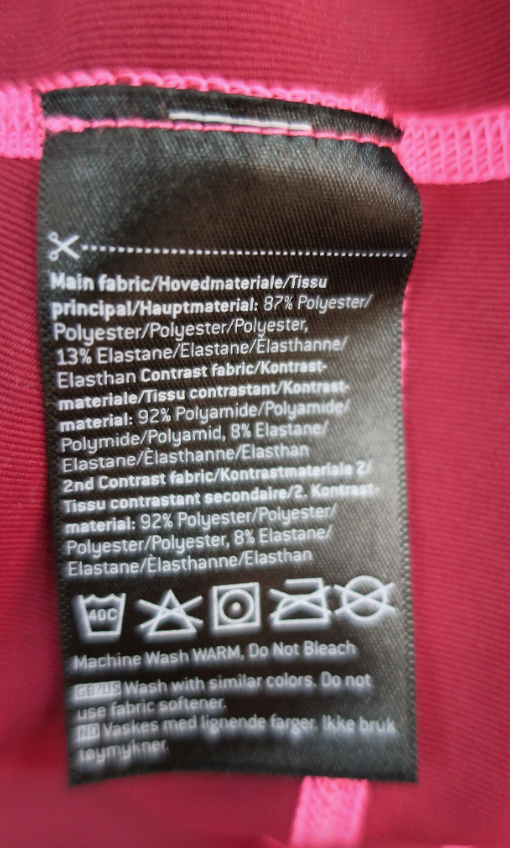 Main fabric/Hovedmateriale/Tissu
principal/Hauptmaterial: 87% Polyester/
Polyester/Polyester/Polyester,
13% Elastane/Elastane/Èlasthanne/
Elasthan Contrast fabric/Kontrast-
materiale/Tissu contrastant/Kontrast-
material: 92% Polyamide/Polyamide/
Polymide/Polyamid, 8% Elastane/
Elastane/Èlasthanne/Elasthan
2nd Contrast fabric/Kontrastmateriale 2/
Tissu contrastant secondaire/2. Kontrast-
material: 92% Polyester/Polyester/
Polyester/Polyester, 8% Elastane/
Elastane/Èlasthanne/Elasthan
40C
Machine Wash WARM, Do Not Bleach
GB/US Wash with similar colors. Do not
use fabric softener.
NO Vaskes med lignende farger. Ikke bruk
tøymykner.